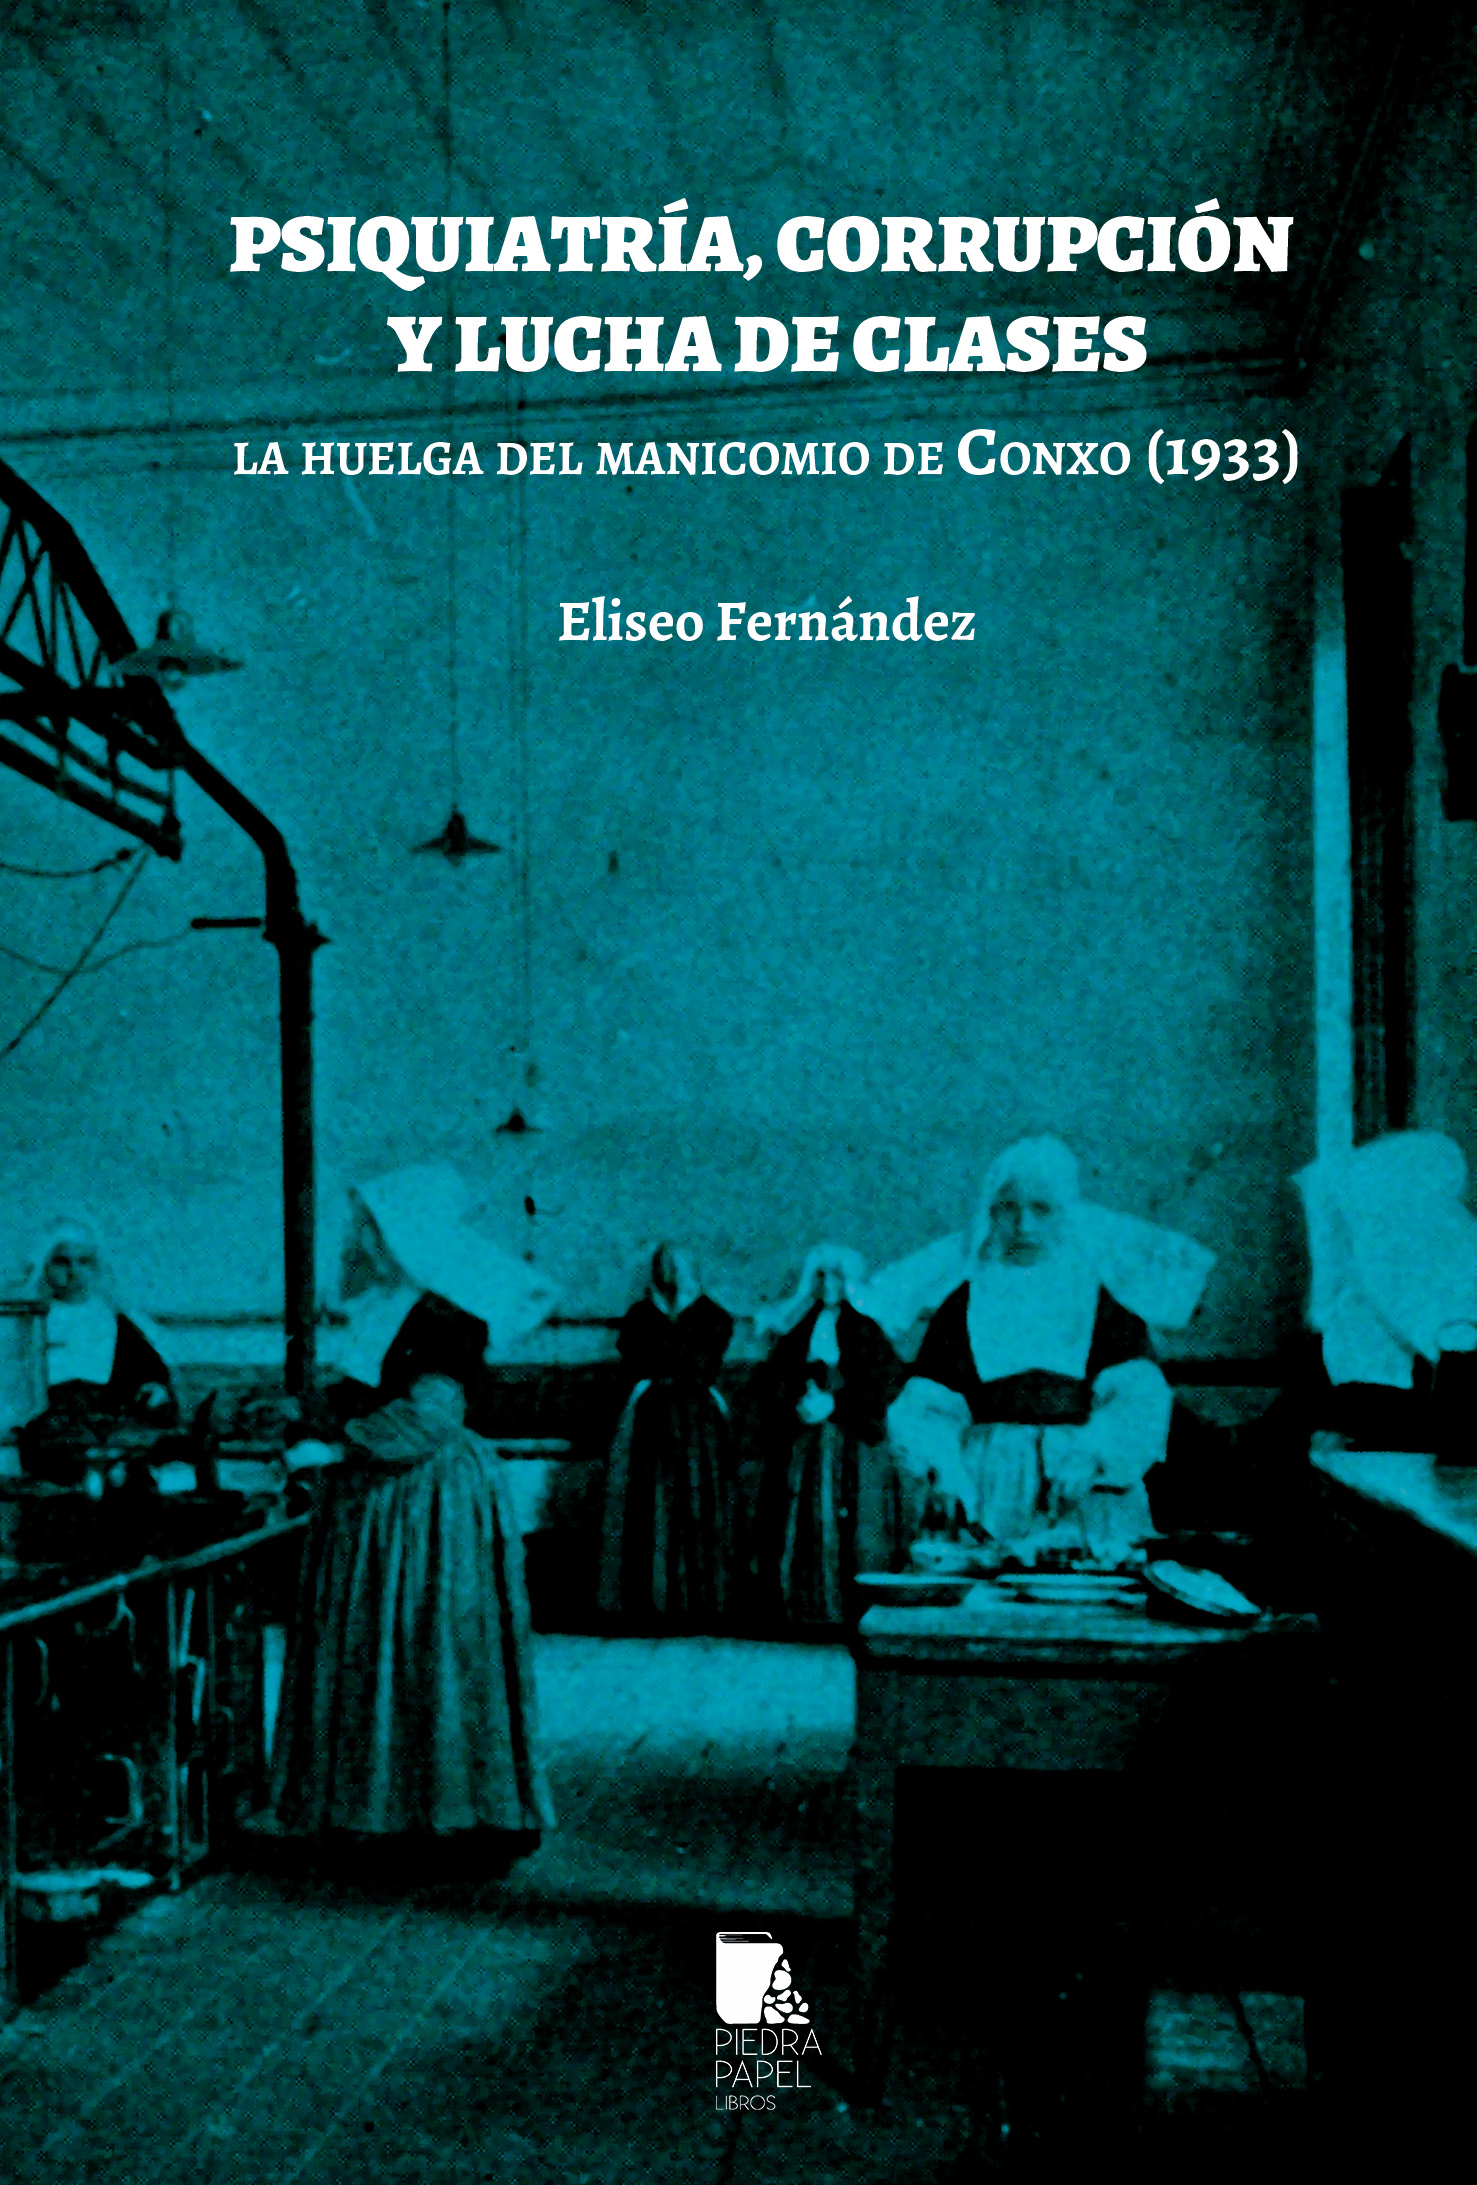 PSIQUIATRÍA, CORRUPCIÓN
Y LUCHA DE CLASES
LA HUELGA DEL MANICOMIO DE CONXO (1933)
Eliseo Fernández
PIEDRA
PAPEL
LIBROS